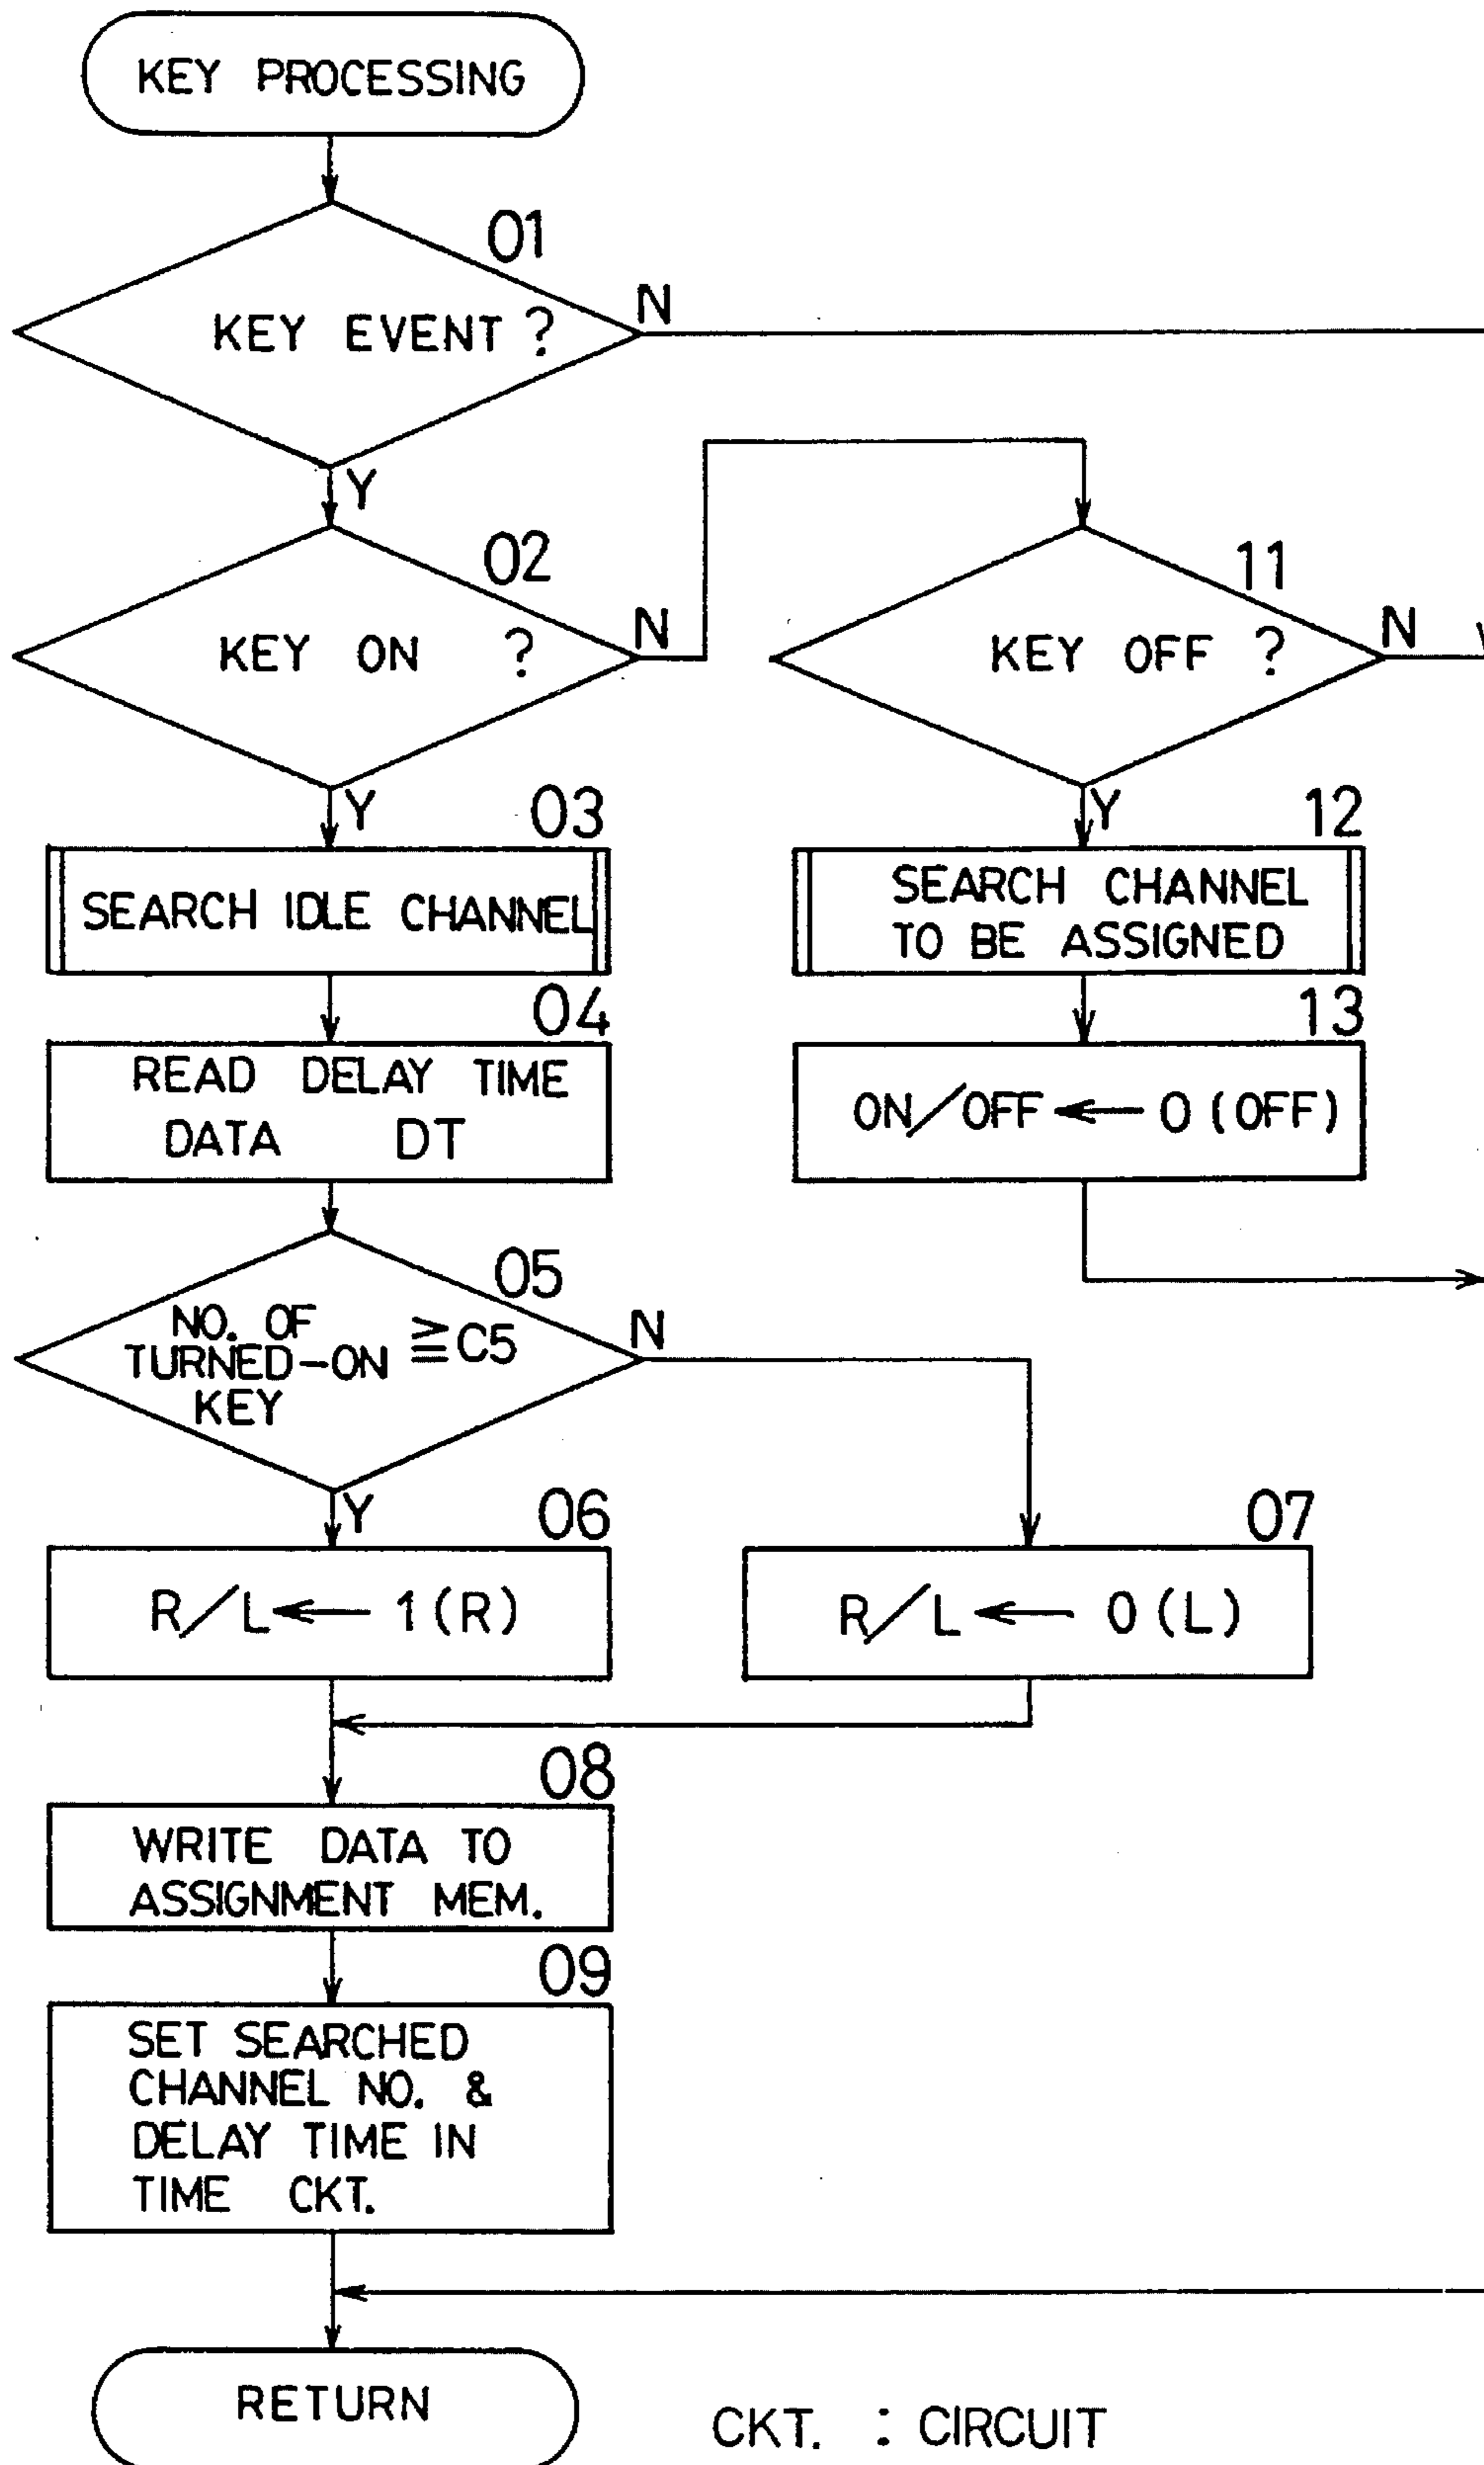 KEY PROCESSING
01
KEY EVENT ?
N
Y
02
KEY ON ?
N
Y
11
KEY OFF ?
N
Y
03
SEARCH IDLE CHANNEL
12
SEARCH CHANNEL
TO BE ASSIGNED
04
READ DELAY TIME
DATA DT
13
ON/OFF ← 0 (OFF)
05
NO. OF
TURNED-ON
KEY
≧ C5
N
Y
06
R/L ← 1 (R)
07
R/L ← 0 (L)
08
WRITE DATA TO
ASSIGNMENT MEM.
09
SET SEARCHED
CHANNEL NO. &
DELAY TIME IN
TIME CKT.
RETURN
CKT. : CIRCUIT